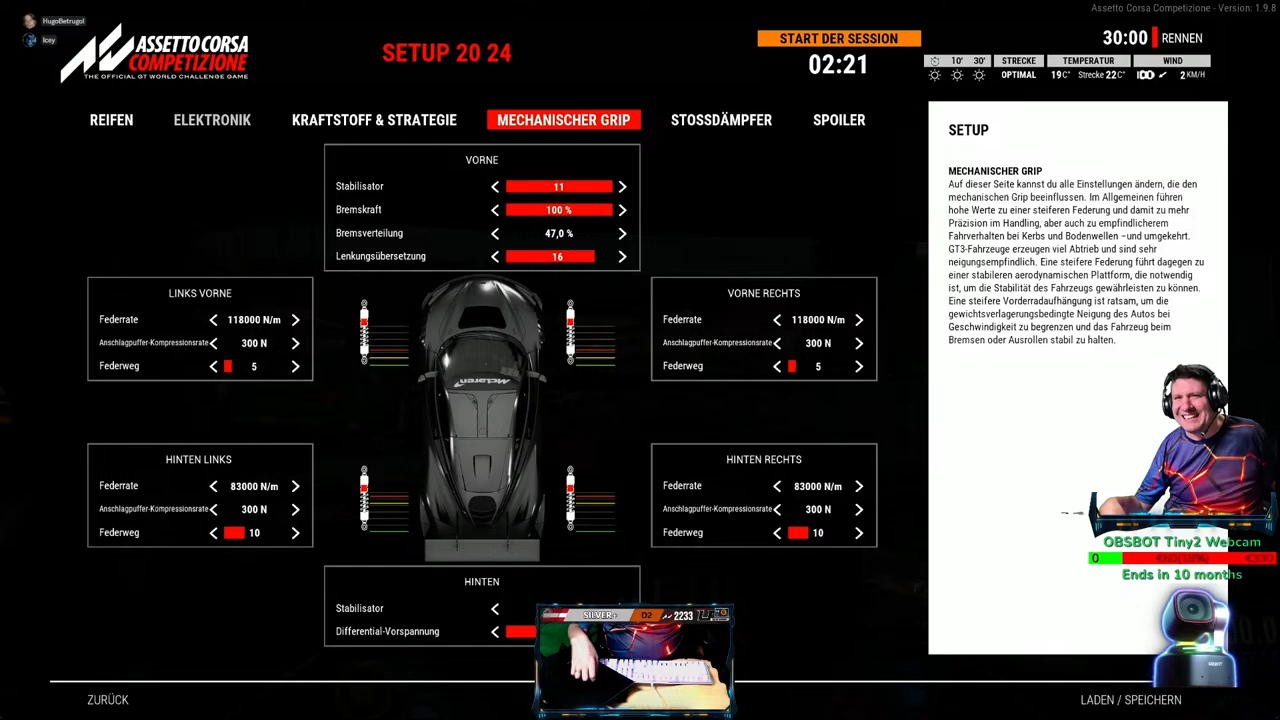 Assetto Corsa Competizione - Version: 1.9.8
HugoBetrugol
Icey
ASSETTO CORSA
COMPETIZIONE
THE OFFICIAL GT WORLD CHALLENGE GAME
SETUP 20 24
START DER SESSION
02:21
30:00 RENNEN
10' 30' STRECKE TEMPERATUR WIND
OPTIMAL 19C° Strecke 22C° 2 KM/H
REIFEN ELEKTRONIK KRAFTSTOFF & STRATEGIE MECHANISCHER GRIP STOSSDÄMPFER SPOILER
VORNE
Stabilisator 11
Bremskraft 100 %
Bremsverteilung 47,0 %
Lenkungsübersetzung 16
LINKS VORNE
Federrate 118000 N/m
Anschlagpuffer-Kompressionsrate 300 N
Federweg 5
VORNE RECHTS
Federrate 118000 N/m
Anschlagpuffer-Kompressionsrate 300 N
Federweg 5
McLaren
HINTEN LINKS
Federrate 83000 N/m
Anschlagpuffer-Kompressionsrate 300 N
Federweg 10
HINTEN RECHTS
Federrate 83000 N/m
Anschlagpuffer-Kompressionsrate 300 N
Federweg 10
HINTEN
Stabilisator
Differential-Vorspannung
SILVER+ D2 2233
SETUP
MECHANISCHER GRIP
Auf dieser Seite kannst du alle Einstellungen ändern, die den
mechanischen Grip beeinflussen. Im Allgemeinen führen
hohe Werte zu einer steiferen Federung und damit zu mehr
Präzision im Handling, aber auch zu empfindlicherem
Fahrverhalten bei Kerbs und Bodenwellen –und umgekehrt.
GT3-Fahrzeuge erzeugen viel Abtrieb und sind sehr
neigungsempfindlich. Eine steifere Federung führt dagegen zu
einer stabileren aerodynamischen Plattform, die notwendig
ist, um die Stabilität des Fahrzeugs gewährleisten zu können.
Eine steifere Vorderradaufhängung ist ratsam, um die
gewichtsverlagerungsbedingte Neigung des Autos bei
Geschwindigkeit zu begrenzen und das Fahrzeug beim
Bremsen oder Ausrollen stabil zu halten.
OBSBOT Tiny2 Webcam
0
Ends in 10 months
ZURÜCK
LADEN / SPEICHERN